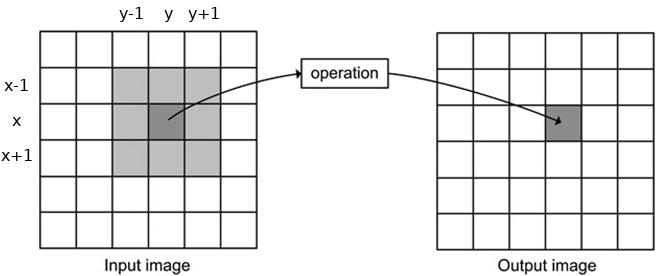 y-1 y y+1
x-1
x
x+1
operation
Input image
Output image